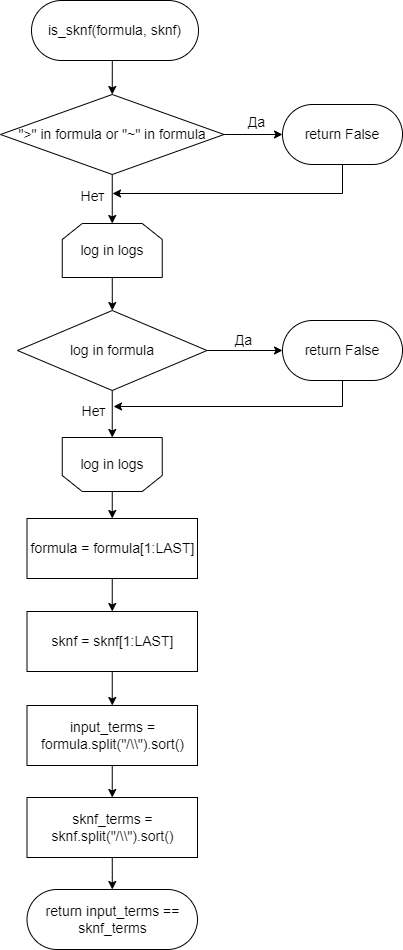 is_sknf(formula, sknf)
">" in formula or "~" in formula
Да
return False
Нет
log in logs
log in formula
Да
return False
Нет
log in logs
formula = formula[1:LAST]
sknf = sknf[1:LAST]
input_terms =
formula.split("/\\").sort()
sknf_terms =
sknf.split("/\\").sort()
return input_terms ==
sknf_terms